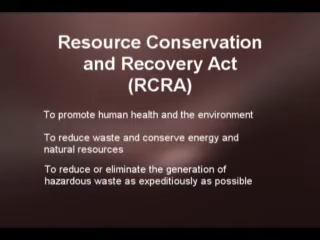 Resource Conservation
and Recovery Act
(RCRA)
To promote human health and the environment
To reduce waste and conserve energy and
natural resources
To reduce or eliminate the generation of
hazardous waste as expeditiously as possible